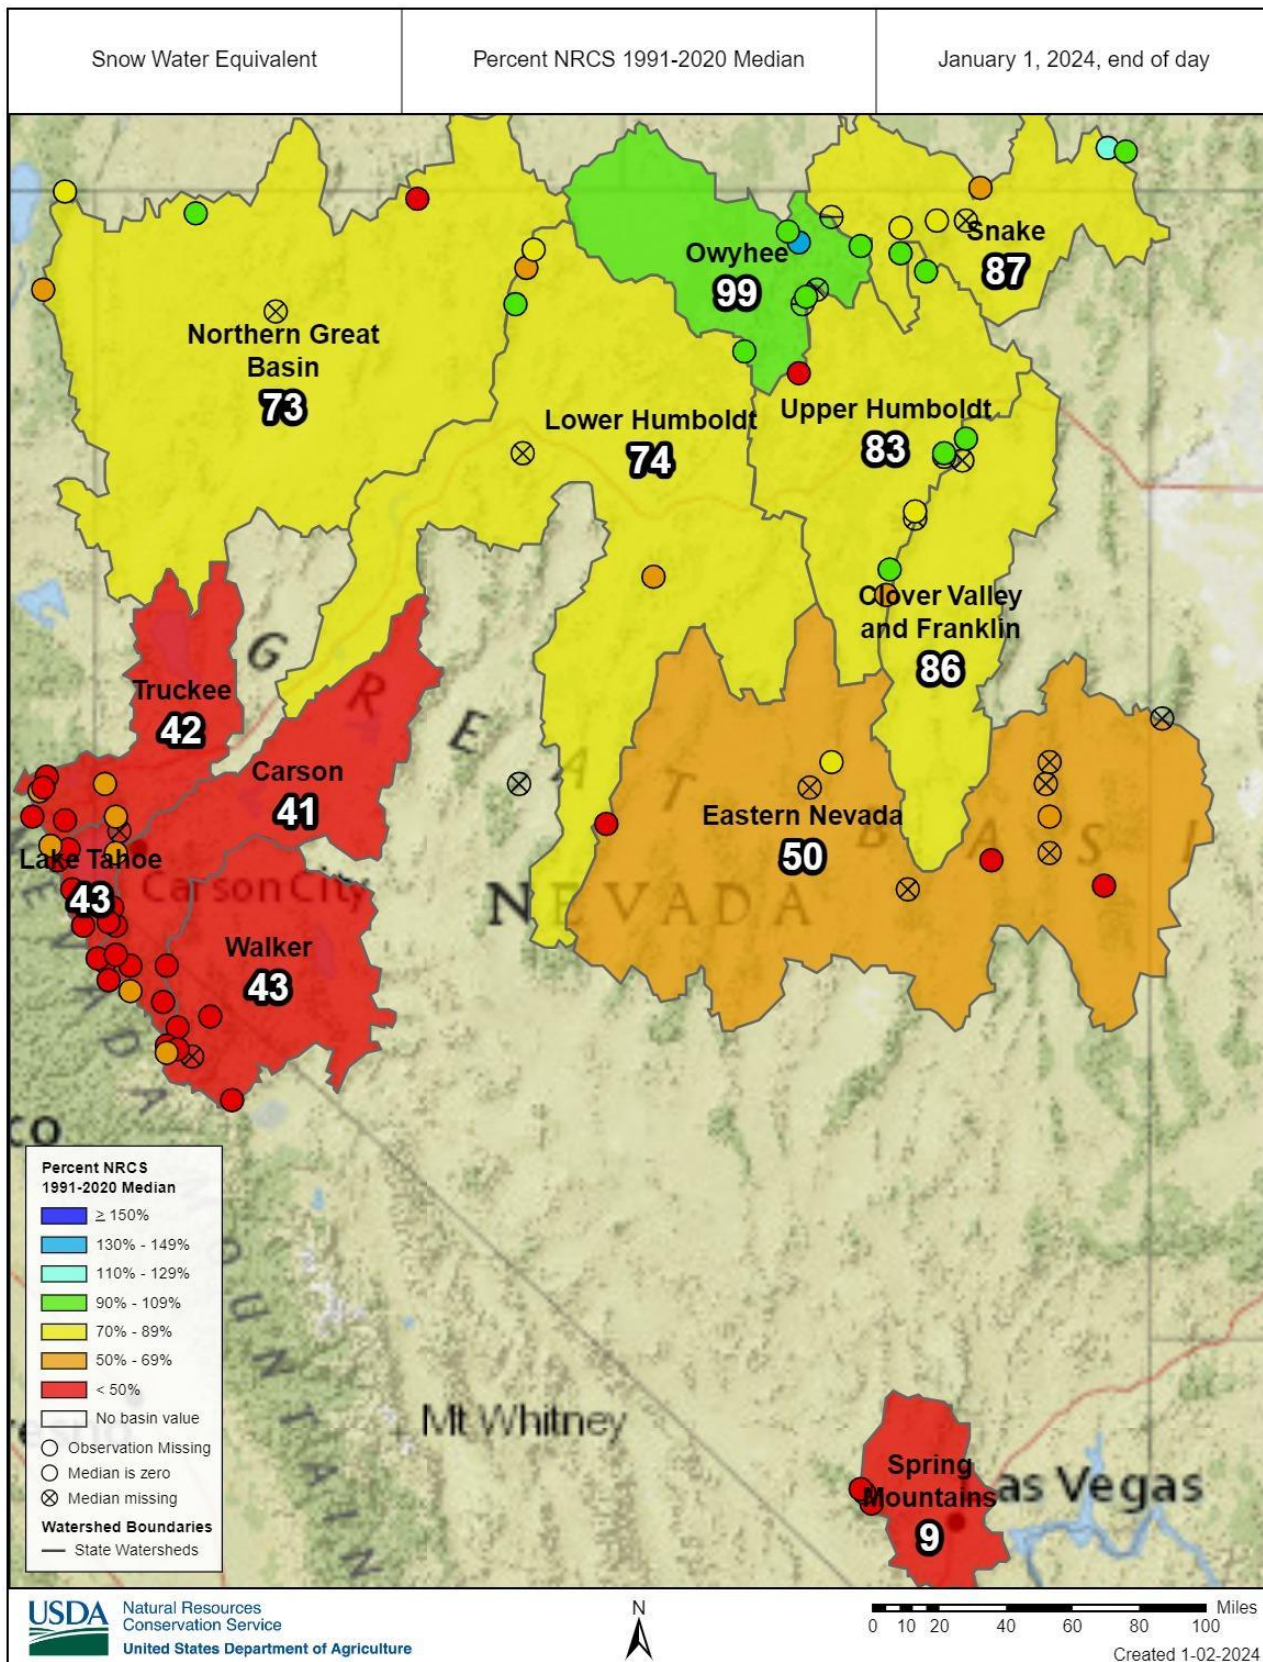 Snow Water Equivalent
Percent NRCS 1991-2020 Median
January 1, 2024, end of day
Owyhee
99
Snake
87
Northern Great
Basin
73
Lower Humboldt
74
Upper Humboldt
83
Clover Valley
and Franklin
86
Truckee
42
Carson
41
GREAT BASI
Eastern Nevada
50
Lake Tahoe
43
Carson City
NEVADA
Walker
43
NEVADA
co
Percent NRCS
1991-2020 Median
≥ 150%
130% - 149%
110% - 129%
90% - 109%
70% - 89%
50% - 69%
< 50%
No basin value
Observation Missing
Median is zero
Median missing
Watershed Boundaries
State Watersheds
OUNTAIN
Mt Whitney
Spring
Mountains
9
as Vegas
USDA
Natural Resources
Conservation Service
United States Department of Agriculture
N
Miles
0 10 20 40 60 80 100
Created 1-02-2024